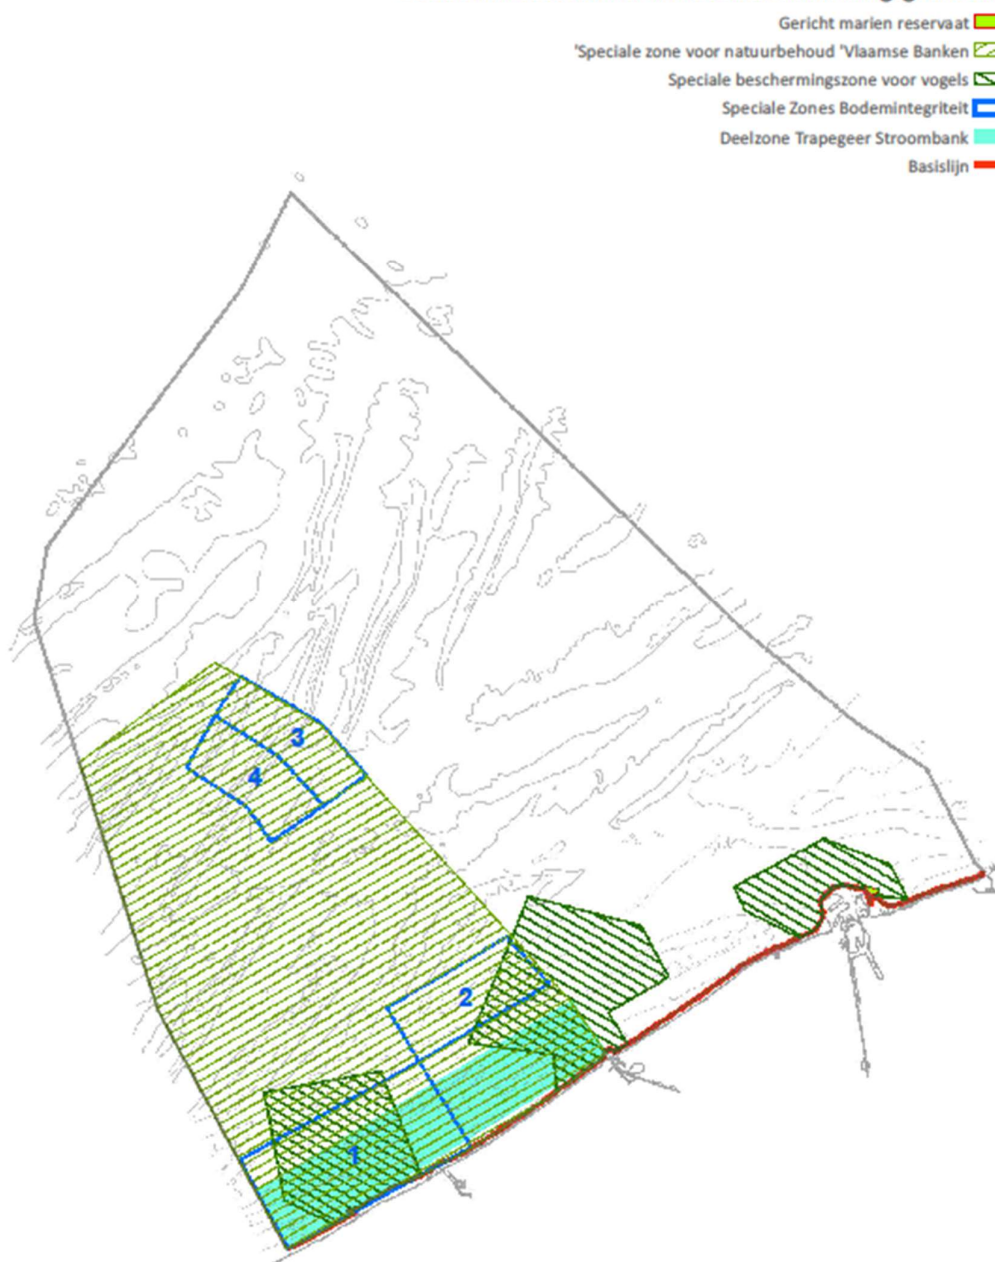 Gericht marien reservaat
'Speciale zone voor natuurbehoud 'Vlaamse Banken
Speciale beschermingszone voor vogels
Speciale Zones Bodemintegriteit
Deelzone Trapegeer Stroombank
Basislijn
3
4
2
1